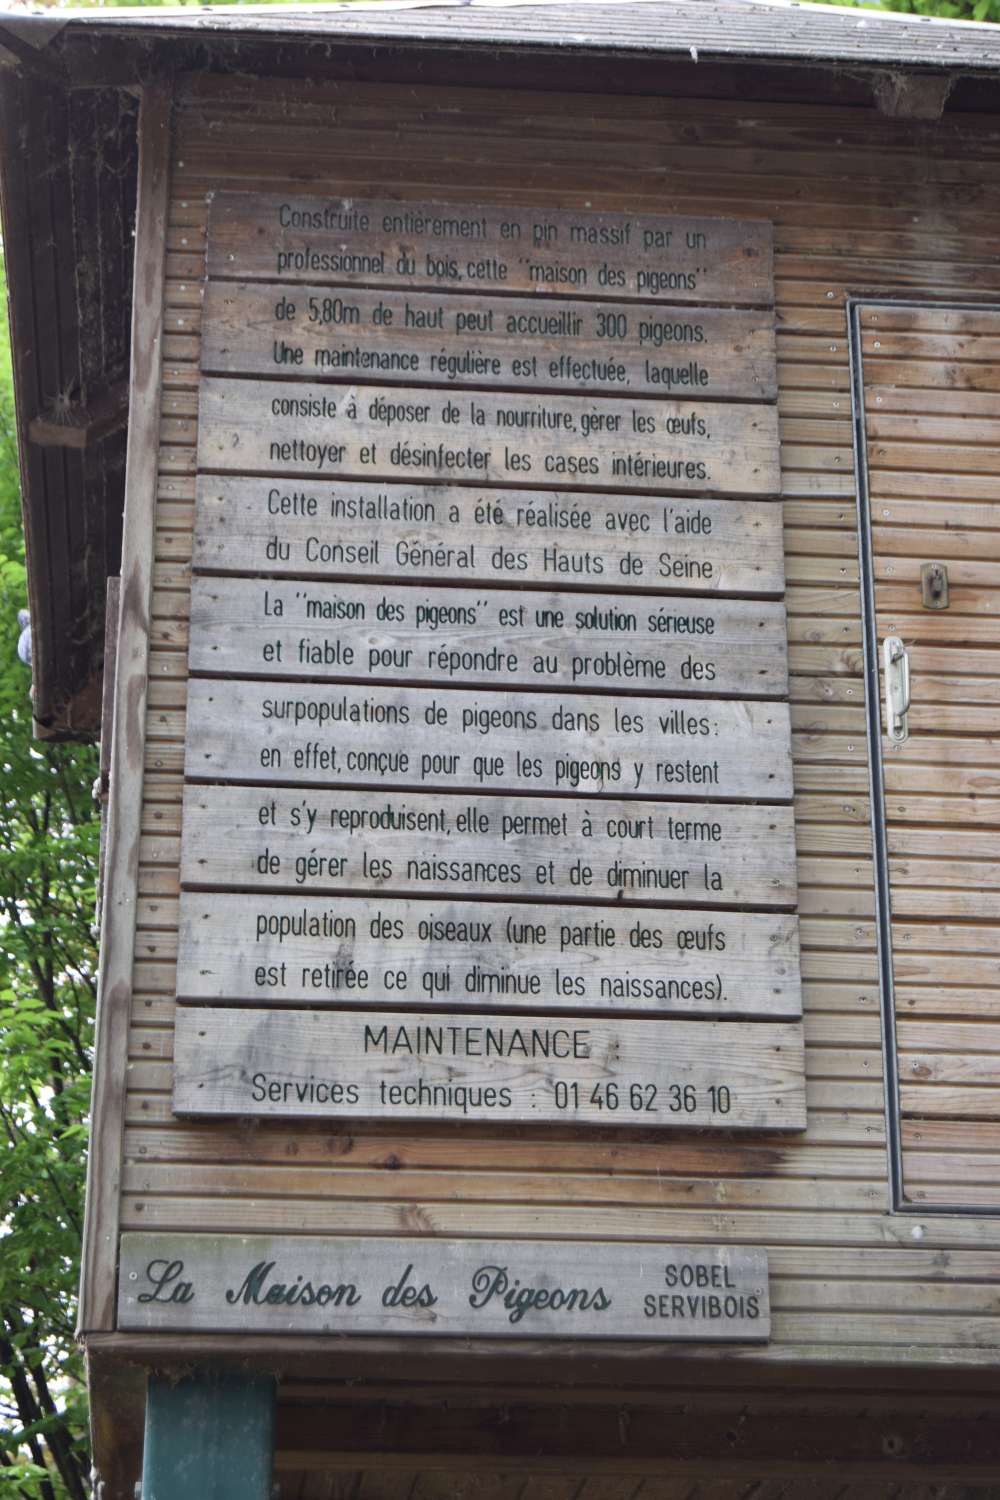 Construite entièrement en pin massif par un
professionnel du bois, cette "maison des pigeons"
de 5,80m de haut peut accueillir 300 pigeons.
Une maintenance régulière est effectuée, laquelle
consiste à déposer de la nourriture, gèrer les œufs,
nettoyer et désinfecter les cases intérieures.
Cette installation a été réalisée avec l'aide
du Conseil Général des Hauts de Seine
La "maison des pigeons" est une solution sérieuse
et fiable pour répondre au problème des
surpopulations de pigeons dans les villes:
en effet, conçue pour que les pigeons y restent
et s'y reproduisent, elle permet à court terme
de gérer les naissances et de diminuer la
population des oiseaux (une partie des œufs
est retirée ce qui diminue les naissances).
MAINTENANCE :
Services techniques : 01 46 62 36 10
La Maison des Pigeons SOBEL
SERVIBOIS